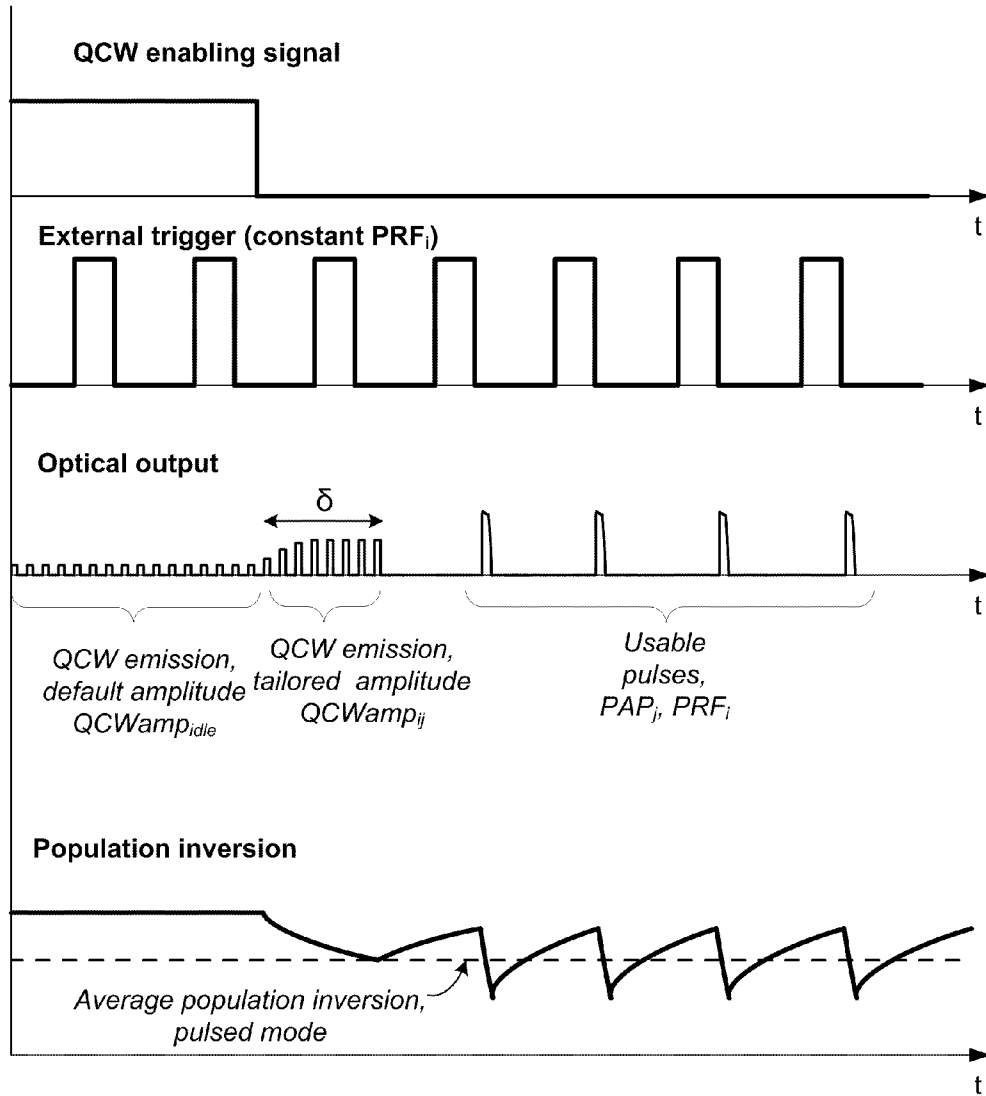 QCW enabling signal
t
External trigger (constant PRFi)
t
Optical output
δ
t
QCW emission,
default amplitude
QCWampidle
QCW emission,
tailored amplitude
QCWampij
Usable
pulses,
PAPj, PRFi
Population inversion
Average population inversion,
pulsed mode
t